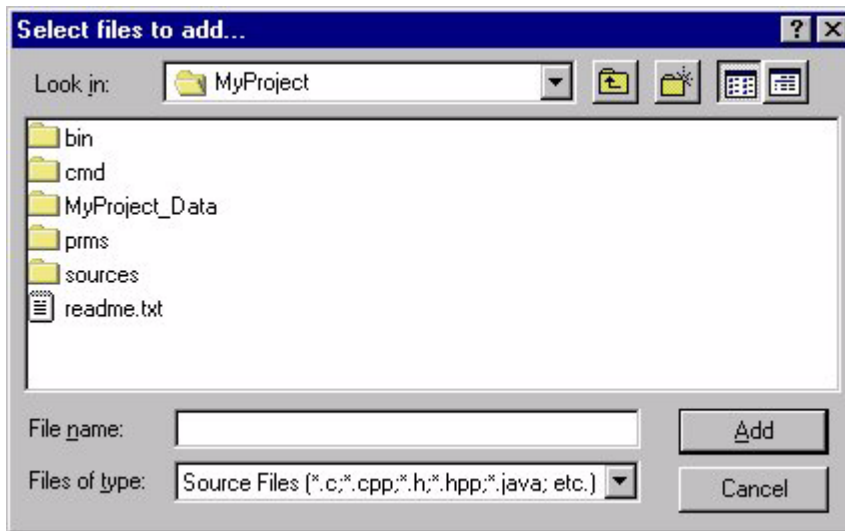 Select files to add...
Look in: MyProject
bin
cmd
MyProject_Data
prms
sources
readme.txt
File name: Add
Files of type: Source Files (*.c;*.cpp;*.h;*.hpp;*.java; etc.) Cancel